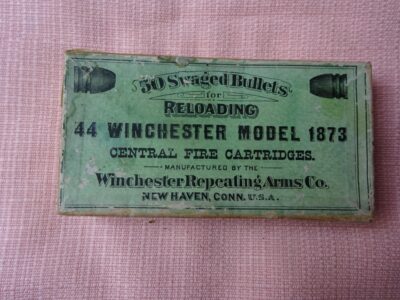 50 Swaged Bullets
for
RELOADING
44 WINCHESTER MODEL 1873
CENTRAL FIRE CARTRIDGES.
MANUFACTURED BY THE
Winchester Repeating Arms Co.
NEW HAVEN, CONN. U.S.A.